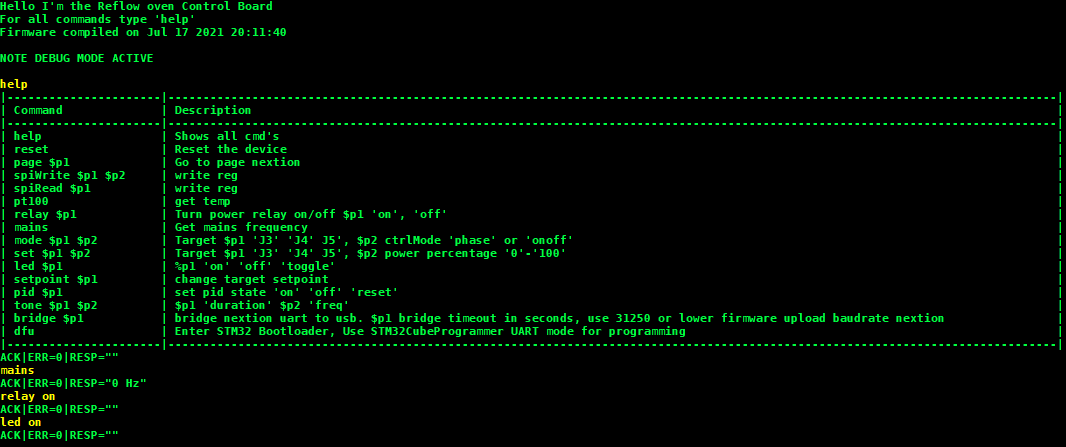 Hello I'm the Reflow oven Control Board
For all commands type 'help'
Firmware compiled on Jul 17 2021 20:11:40
NOTE DEBUG MODE ACTIVE
help
|----------------------|-------------------------------------------------------------------------------------------------------------------------------|
| Command | Description |
|----------------------|-------------------------------------------------------------------------------------------------------------------------------|
| help | Shows all cmd's |
| reset | Reset the device |
| page $p1 | Go to page nextion |
| spiWrite $p1 $p2 | write reg |
| spiRead $p1 | write reg |
| pt100 | get temp |
| relay $p1 | Turn power relay on/off $p1 'on', 'off' |
| mains | Get mains frequency |
| mode $p1 $p2 | Target $p1 'J3' 'J4' J5', $p2 ctrlMode 'phase' or 'onoff' |
| set $p1 $p2 | Target $p1 'J3' 'J4' J5', $p2 power percentage '0'-'100' |
| led $p1 | %p1 'on' 'off' 'toggle' |
| setpoint $p1 | change target setpoint |
| pid $p1 | set pid state 'on' 'off' 'reset' |
| tone $p1 $p2 | $p1 'duration' $p2 'freq' |
| bridge $p1 | bridge nextion uart to usb. $p1 bridge timeout in seconds, use 31250 or lower firmware upload baudrate nextion |
| dfu | Enter STM32 Bootloader, Use STM32CubeProgrammer UART mode for programming |
|----------------------|-------------------------------------------------------------------------------------------------------------------------------|
ACK|ERR=0|RESP=""
mains
ACK|ERR=0|RESP="0 Hz"
relay on
ACK|ERR=0|RESP=""
led on
ACK|ERR=0|RESP=""